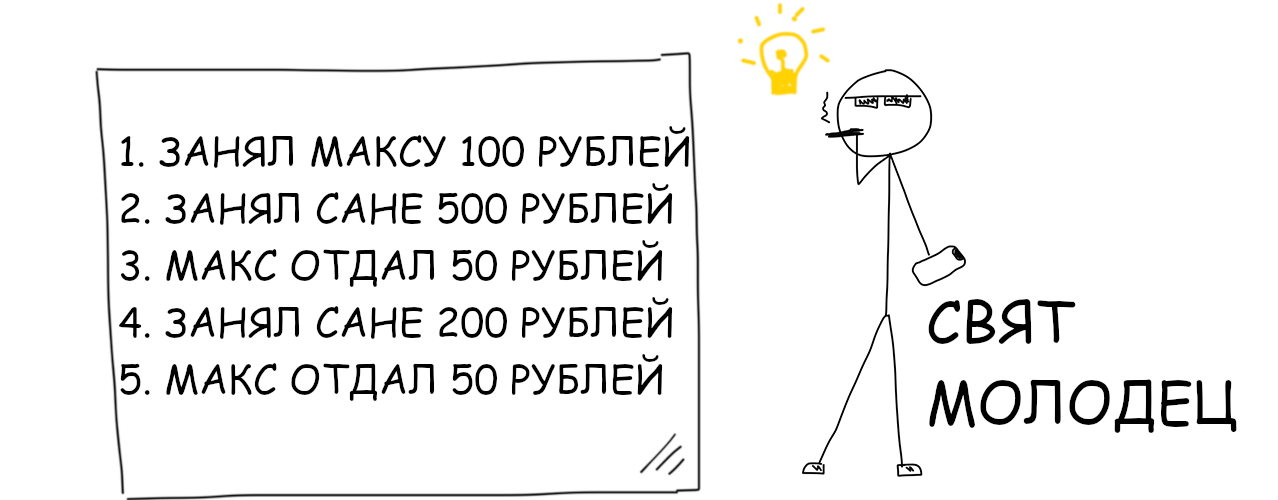 1. ЗАНЯЛ МАКСУ 100 РУБЛЕЙ
2. ЗАНЯЛ САНЕ 500 РУБЛЕЙ
3. МАКС ОТДАЛ 50 РУБЛЕЙ
4. ЗАНЯЛ САНЕ 200 РУБЛЕЙ
5. МАКС ОТДАЛ 50 РУБЛЕЙ
СВЯТ
МОЛОДЕЦ